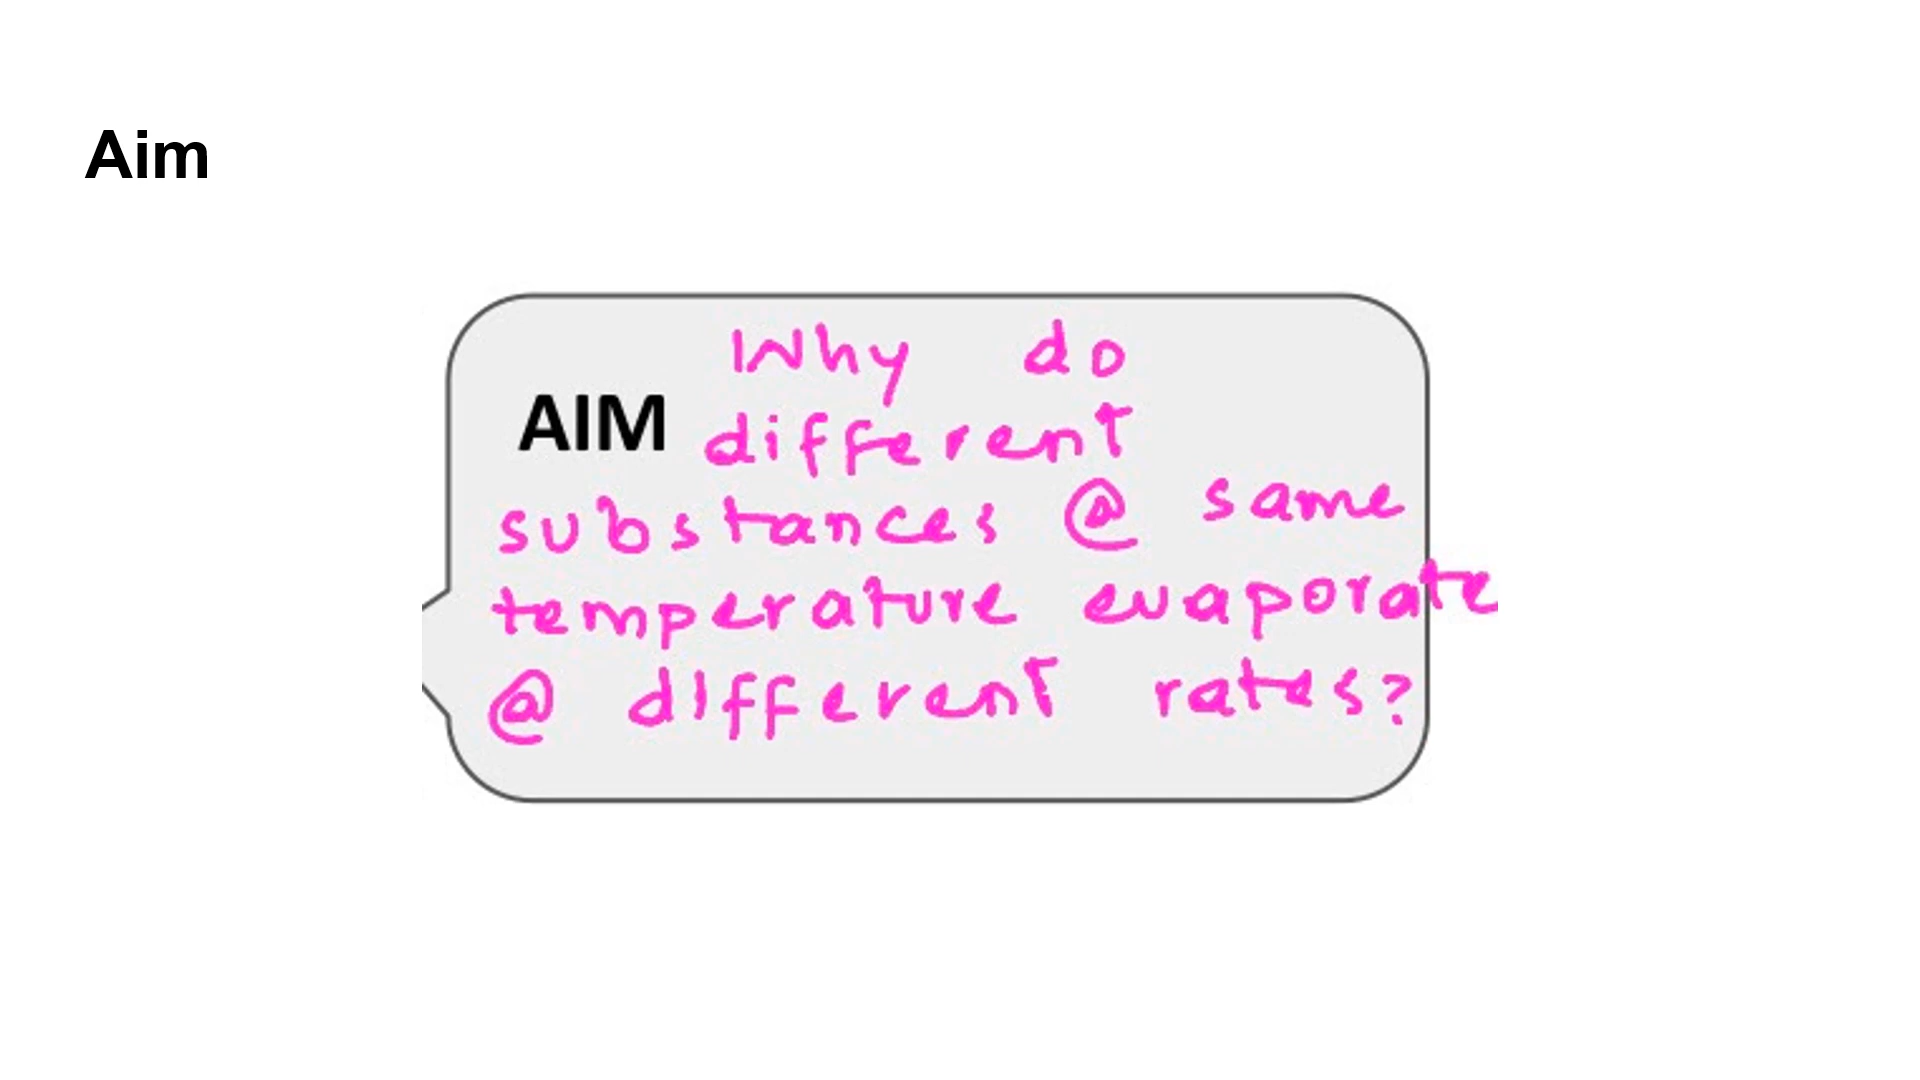 Aim
Why do
AIM different
substances @ same
temperature evaporate
@ different rates?